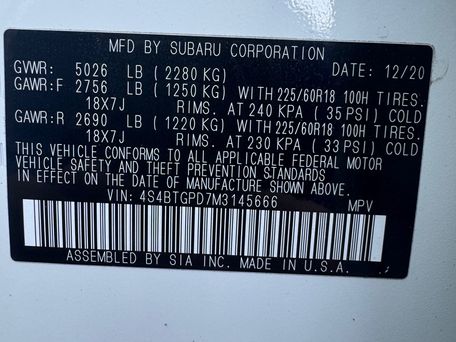 MFD BY SUBARU CORPORATION
GVWR: 5026 LB (2280 KG) DATE: 12/20
GAWR:F 2756 LB (1250 KG) WITH 225/60R18 100H TIRES.
18X7J RIMS. AT 240 KPA (35 PSI) COLD
GAWR:R 2690 LB (1220 KG) WITH 225/60R18 100H TIRES.
18X7J RIMS. AT 230 KPA (33 PSI) COLD
THIS VEHICLE CONFORMS TO ALL APPLICABLE FEDERAL MOTOR
VEHICLE SAFETY AND THEFT PREVENTION STANDARDS
IN EFFECT ON THE DATE OF MANUFACTURE SHOWN ABOVE.
VIN: 4S4BTGPD7M3145666 MPV
ASSEMBLED BY SIA INC. MADE IN U.S.A.